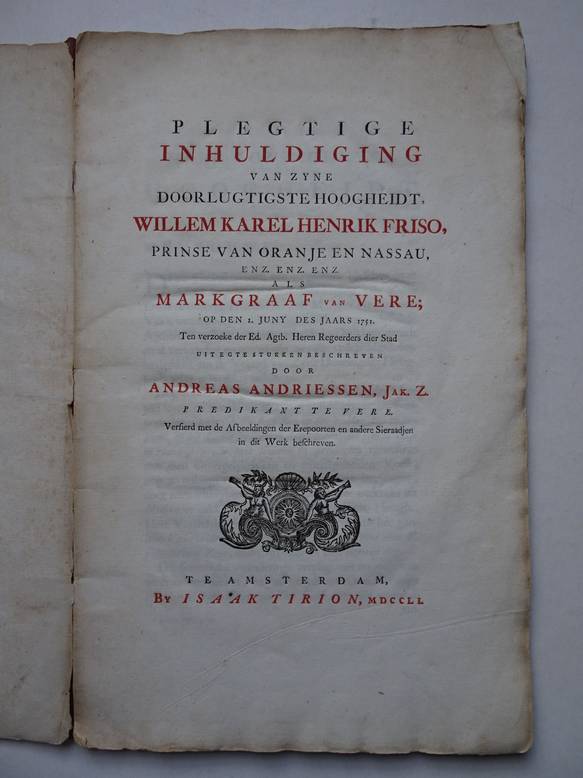 PLEGTIGE
INHULDIGING
VAN ZYNE
DOORLUGTIGSTE HOOGHEIDT,
WILLEM KAREL HENRIK FRISO,
PRINSE VAN ORANJE EN NASSAU,
ENZ. ENZ. ENZ.
ALS
MARKGRAAF VAN VERE;
OP DEN 1. JUNY DES JAARS 1751.
Ten verzoeke der Ed. Agtb. Heren Regeerders dier Stad
UIT EGTE STUKKEN BESCHREVEN
DOOR
ANDREAS ANDRIESSEN, JAK. Z.
PREDIKANT TE VERE.
Versierd met de Afbeeldingen der Erepoorten en andere Sieraadjen
in dit Werk beschreven.
TE AMSTERDAM,
BY ISAAK TIRION, MDCCLI.